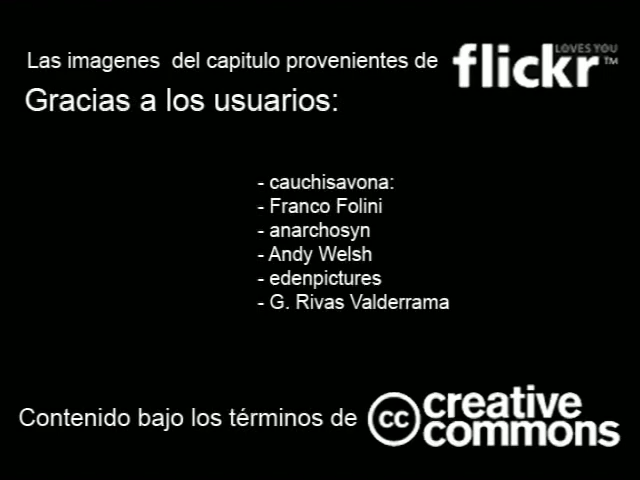 Las imagenes  del capitulo provenientes de flickr LOVES YOU ™
Gracias a los usuarios:
- cauchisavona:
- Franco Folini
- anarchosyn
- Andy Welsh
- edenpictures
- G. Rivas Valderrama
Contenido bajo los términos de cc creative commons